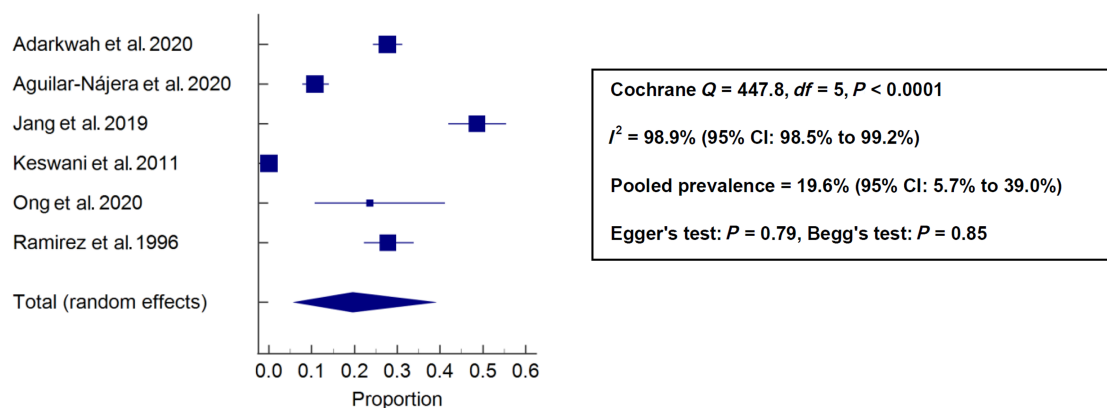 Adarkwah et al. 2020
Aguilar-Nájera et al. 2020
Jang et al. 2019
Keswani et al. 2011
Ong et al. 2020
Ramirez et al. 1996
Total (random effects)
0.0 0.1 0.2 0.3 0.4 0.5 0.6
Proportion
Cochrane Q = 447.8, df = 5, P < 0.0001
I² = 98.9% (95% CI: 98.5% to 99.2%)
Pooled prevalence = 19.6% (95% CI: 5.7% to 39.0%)
Egger's test: P = 0.79, Begg's test: P = 0.85